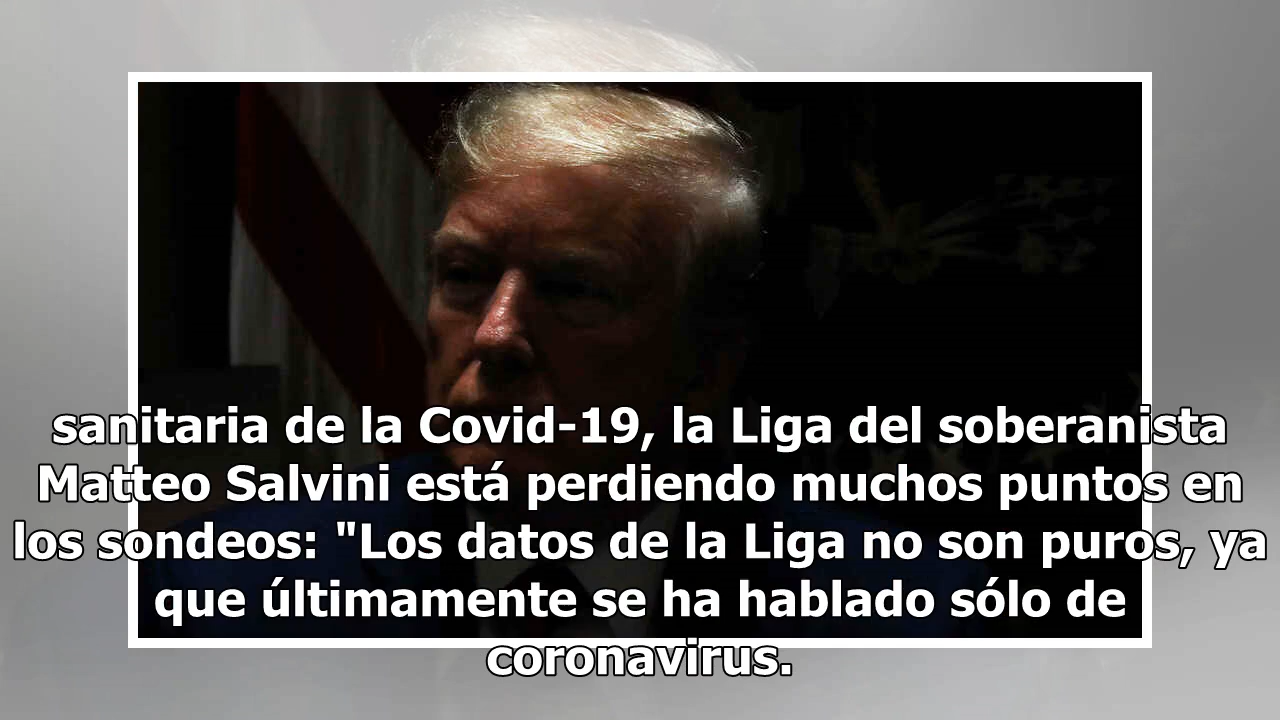 sanitaria de la Covid-19, la Liga del soberanista
Matteo Salvini está perdiendo muchos puntos en
los sondeos: "Los datos de la Liga no son puros, ya
que últimamente se ha hablado sólo de
coronavirus.